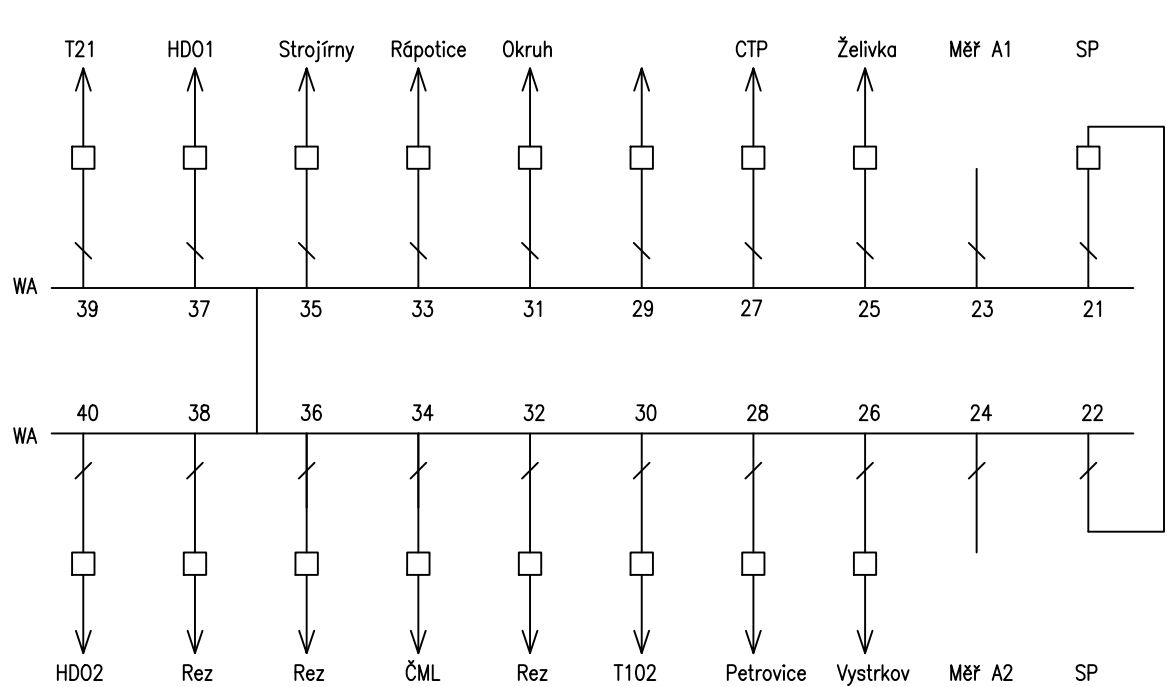 T21 HDO1 Strojírny Rápotice Okruh CTP Želivka Měř A1 SP
WA
39 37 35 33 31 29 27 25 23 21
40 38 36 34 32 30 28 26 24 22
WA
HDO2 Rez Rez ČML Rez T102 Petrovice Vystrkov Měř A2 SP